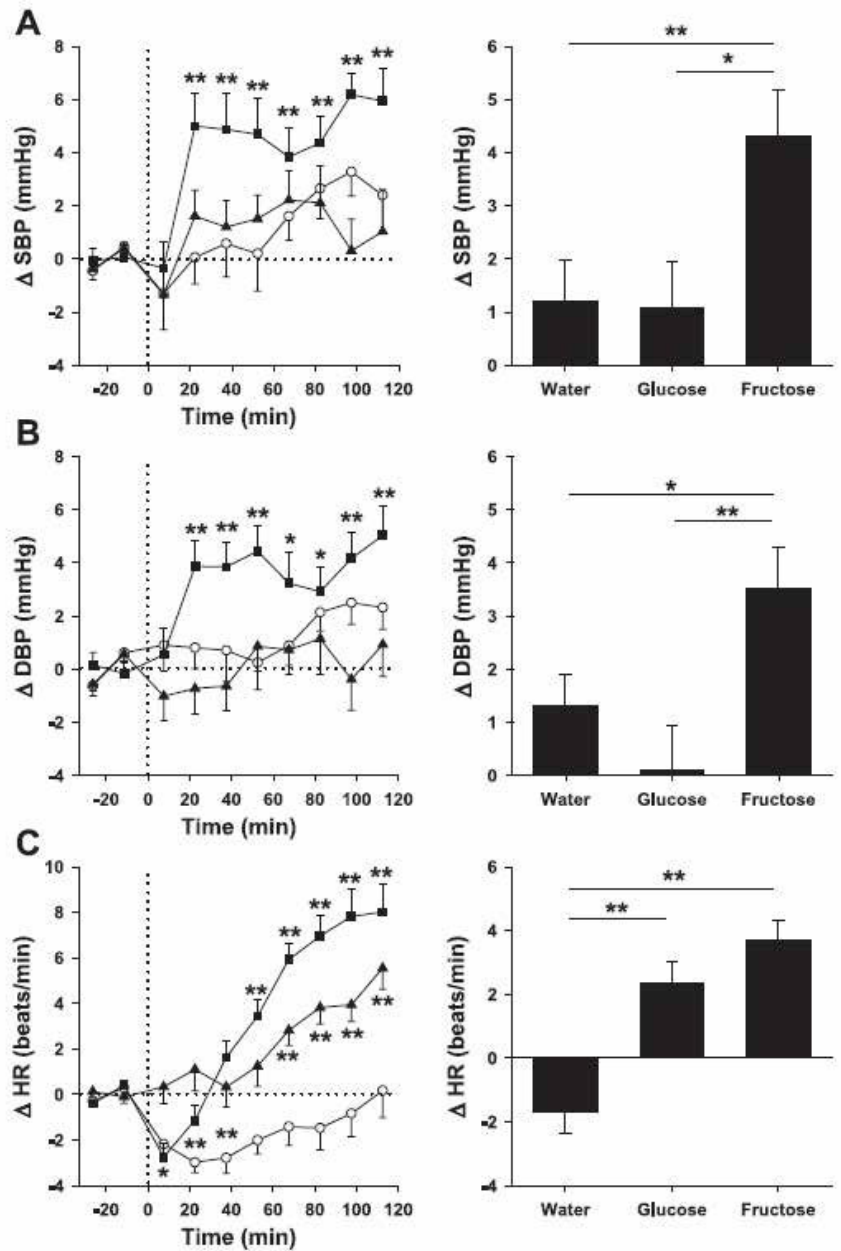 A
Δ SBP (mmHg)
8
6
4
2
0
-2
-4
** ** ** ** ** ** **
-20 0 20 40 60 80 100 120
Time (min)
Δ SBP (mmHg)
6
5
4
3
2
1
0
**
*
Water Glucose Fructose
B
Δ DBP (mmHg)
8
6
4
2
0
-2
-4
** ** ** * * ** **
-20 0 20 40 60 80 100 120
Time (min)
Δ DBP (mmHg)
6
5
4
3
2
1
0
*
**
Water Glucose Fructose
C
Δ HR (beats/min)
10
8
6
4
2
0
-2
-4
** ** ** ** **
** ** ** **
* ** **
-20 0 20 40 60 80 100 120
Time (min)
Δ HR (beats/min)
6
4
2
0
-2
-4
**
**
Water Glucose Fructose